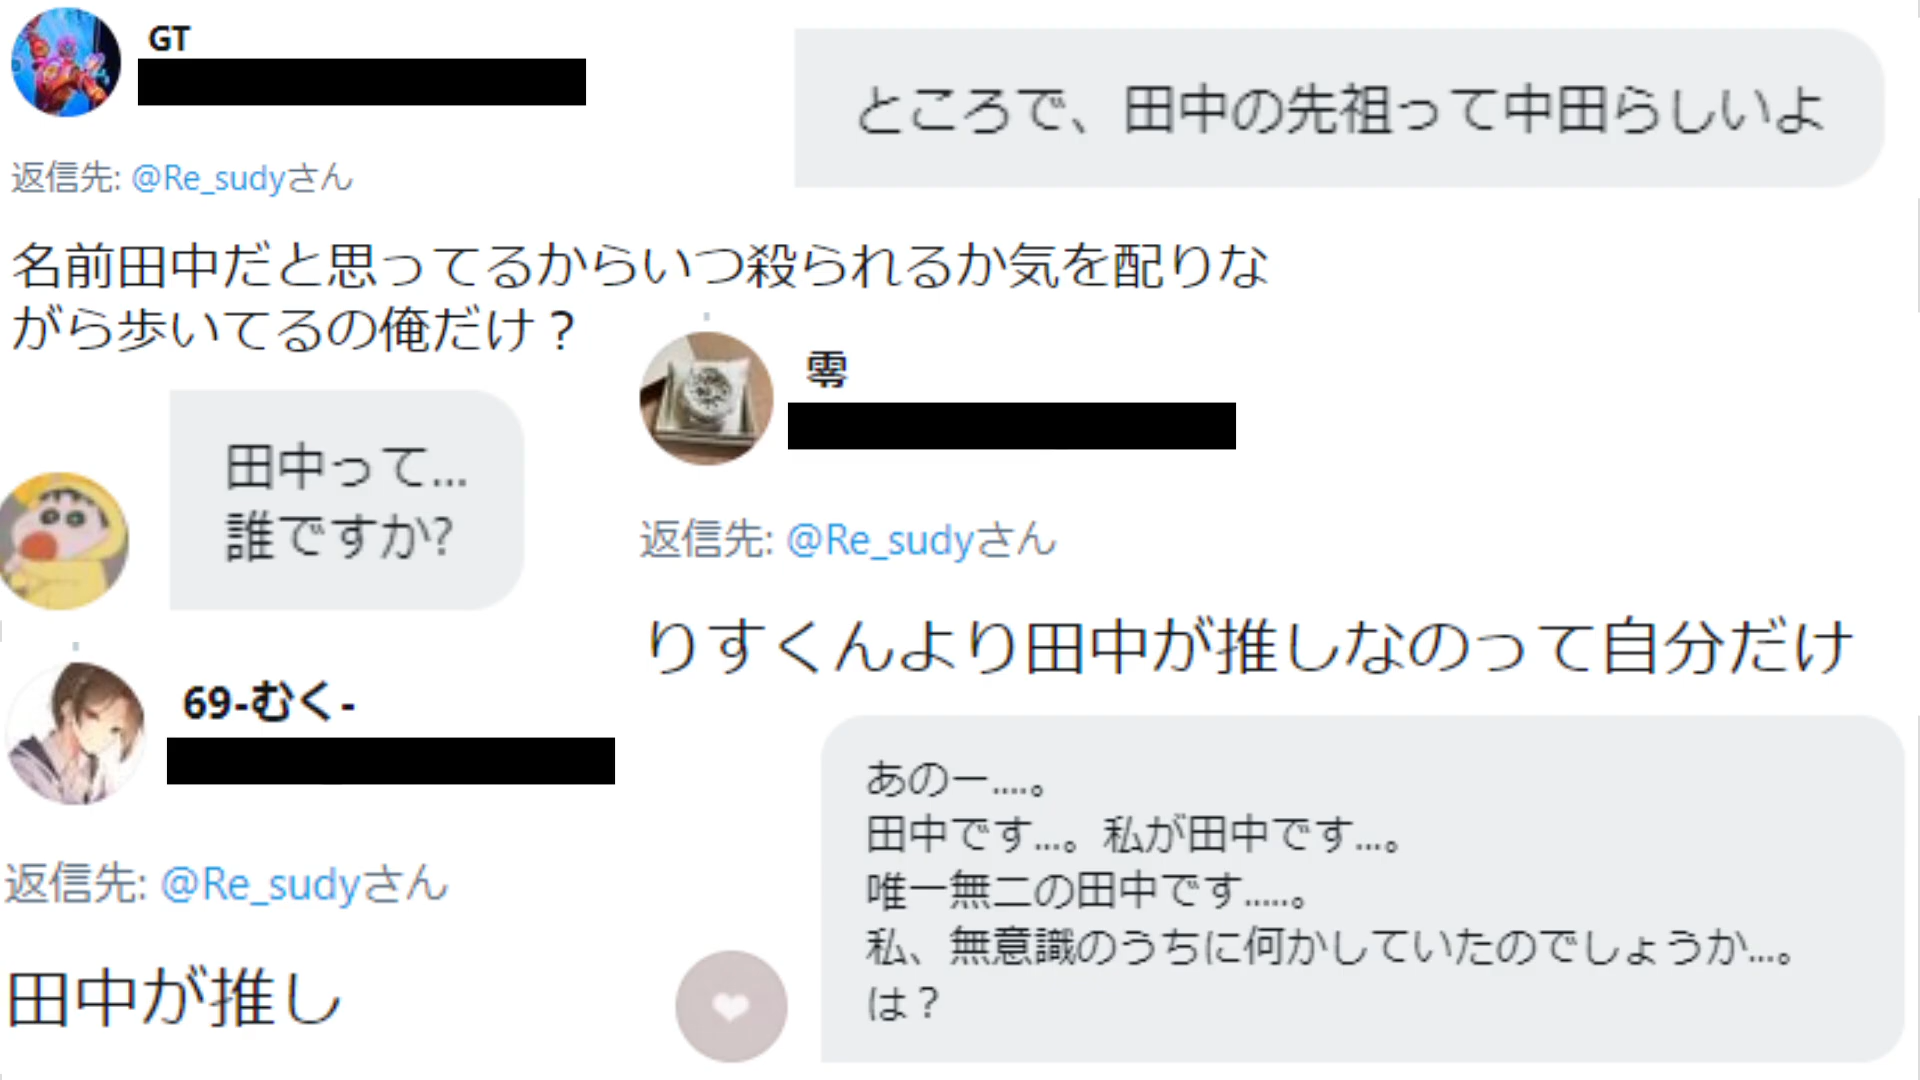 GT
返信先: @Re_sudyさん
名前田中だと思ってるからいつ殺られるか気を配りな
がら歩いてるの俺だけ？
ところで、田中の先祖って中田らしいよ
田中って...
誰ですか?
零
返信先: @Re_sudyさん
りすくんより田中が推しなのって自分だけ
69-むく-
返信先: @Re_sudyさん
田中が推し
あのー....。
田中です...。私が田中です...。
唯一無二の田中です.....。
私、無意識のうちに何かしていたのでしょうか...。
は？